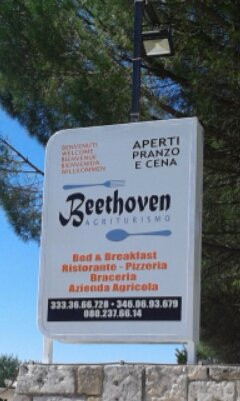 BENVENUTI
WELCOME
BIENVENUE
BIENVENIDA
WILLKOMMEN
APERTI
PRANZO
E CENA
Beethoven
AGRITURISMO
Bed & Breakfast
Ristorante - Pizzeria
Braceria
Azienda Agricola
333.36.66.728 - 346.06.93.679
088.237.66.14